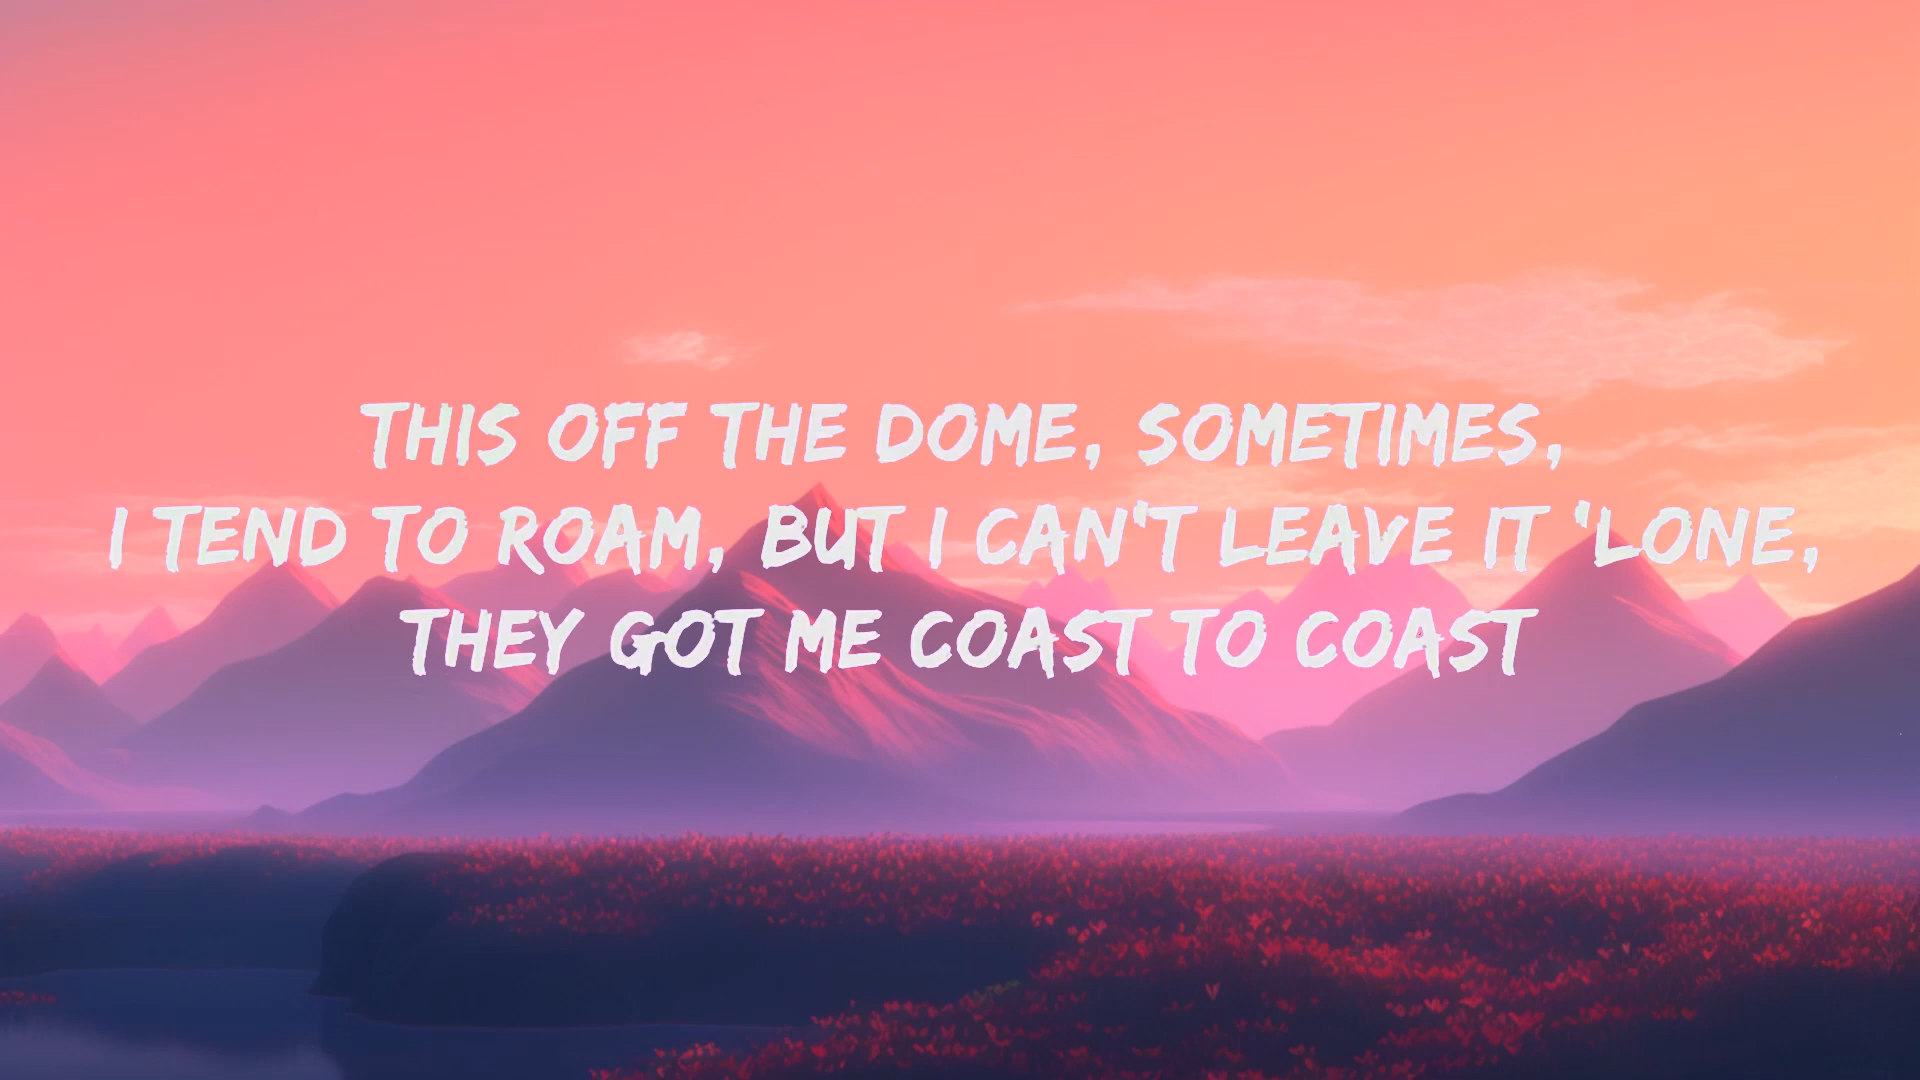 THIS OFF THE DOME, SOMETIMES,
I TEND TO ROAM, BUT I CAN'T LEAVE IT 'LONE,
THEY GOT ME COAST TO COAST